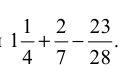 1 1/4 + 2/7 − 23/28.